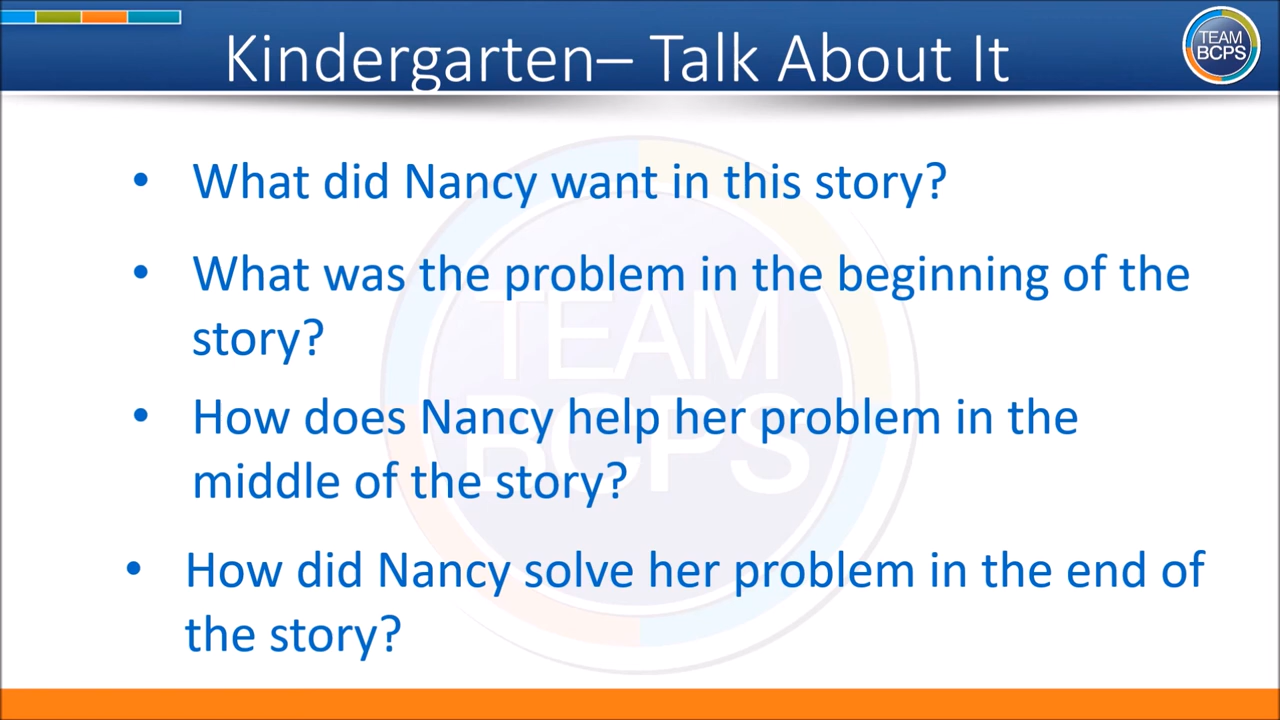 Kindergarten– Talk About It
TEAM
BCPS
• What did Nancy want in this story?
• What was the problem in the beginning of the
story?
• How does Nancy help her problem in the
middle of the story?
• How did Nancy solve her problem in the end of
the story?
TEAM
BCPS